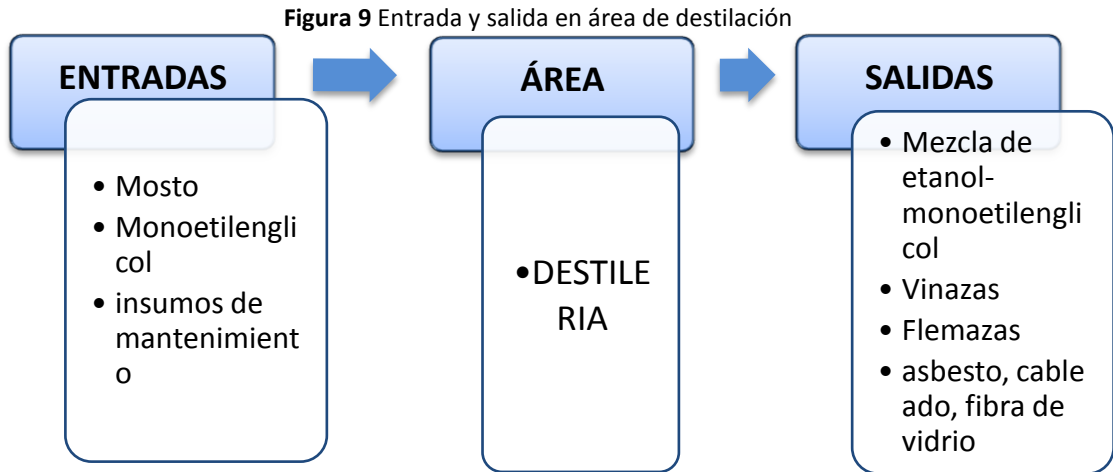 Figura 9 Entrada y salida en área de destilación
ENTRADAS
• Mosto
• Monoetilengli
col
• insumos de
mantenimient
o
ÁREA
•DESTILE
RIA
SALIDAS
• Mezcla de
etanol-
monoetilengli
col
• Vinazas
• Flemazas
• asbesto, cable
ado, fibra de
vidrio